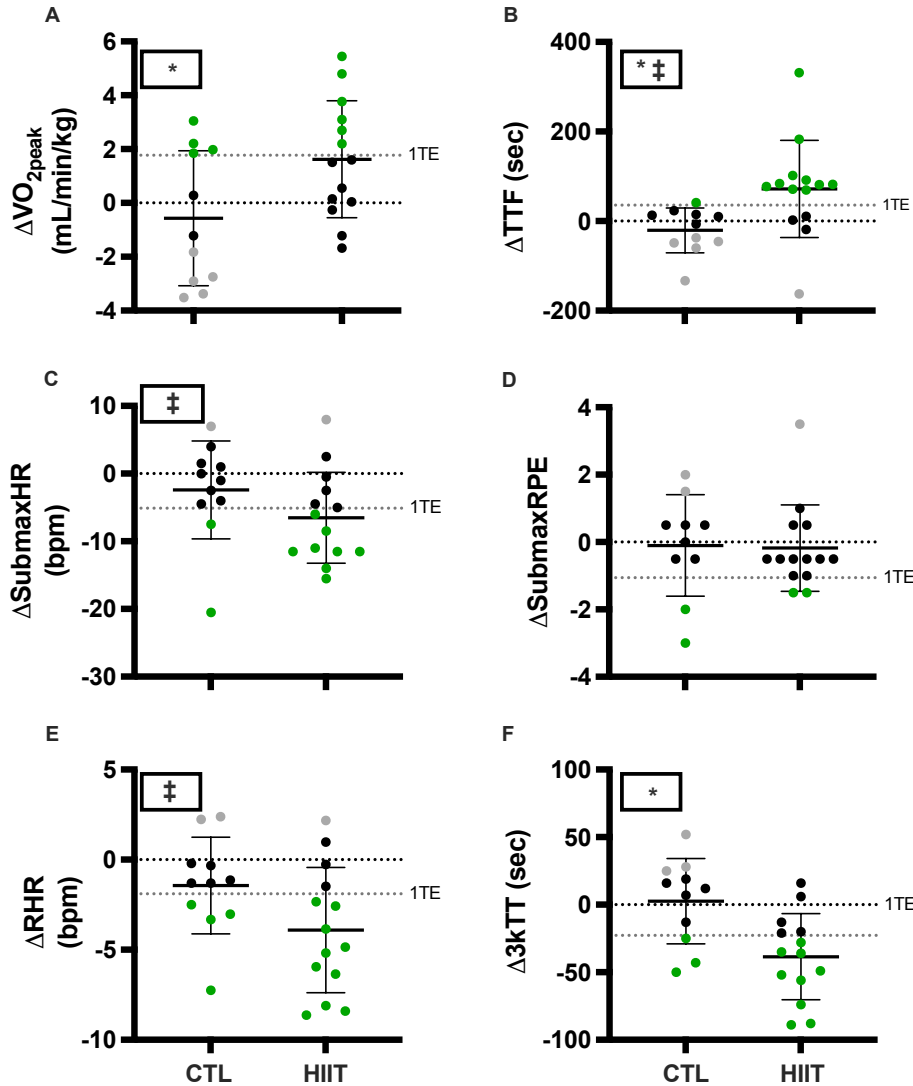 A
ΔVO2peak
(mL/min/kg)
6
4
2
0
-2
-4
*
1TE
B
ΔTTF (sec)
400
200
0
-200
* ‡
1TE
C
ΔSubmaxHR
(bpm)
10
0
-10
-20
-30
‡
1TE
D
ΔSubmaxRPE
4
2
0
-2
-4
1TE
E
ΔRHR
(bpm)
5
0
-5
-10
‡
1TE
CTL
HIIT
F
Δ3kTT (sec)
100
50
0
-50
-100
*
1TE
CTL
HIIT